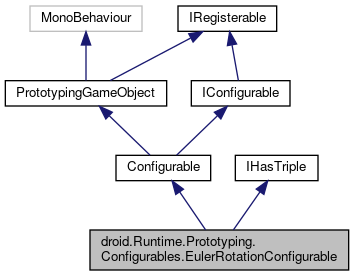 MonoBehaviour
IRegisterable
PrototypingGameObject
IConfigurable
Configurable
IHasTriple
droid.Runtime.Prototyping.
Configurables.EulerRotationConfigurable